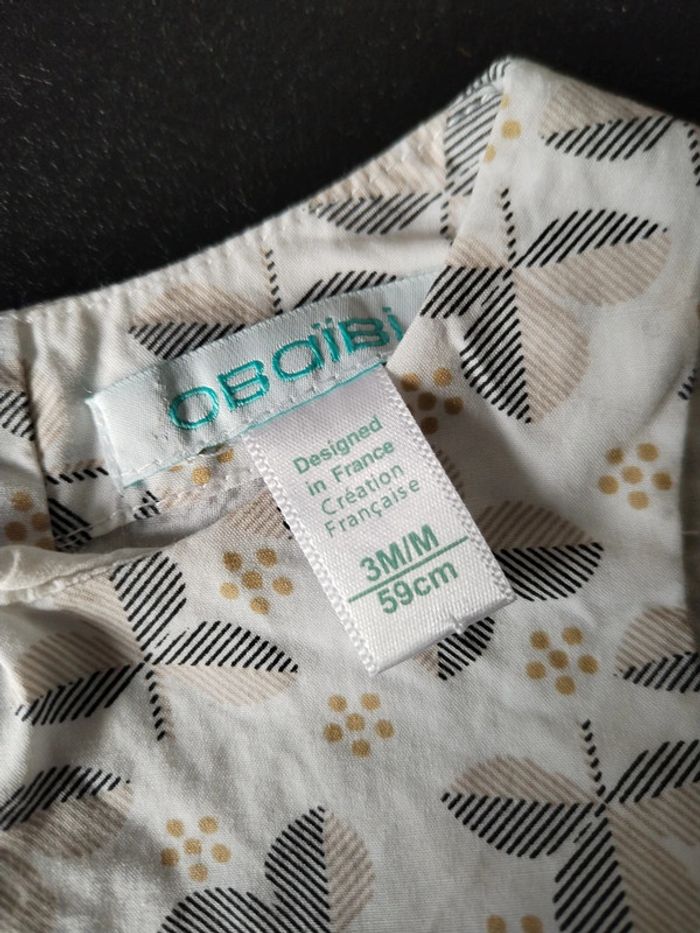 OBaïBi
Designed
in France
Création
Française
3M/M
59cm